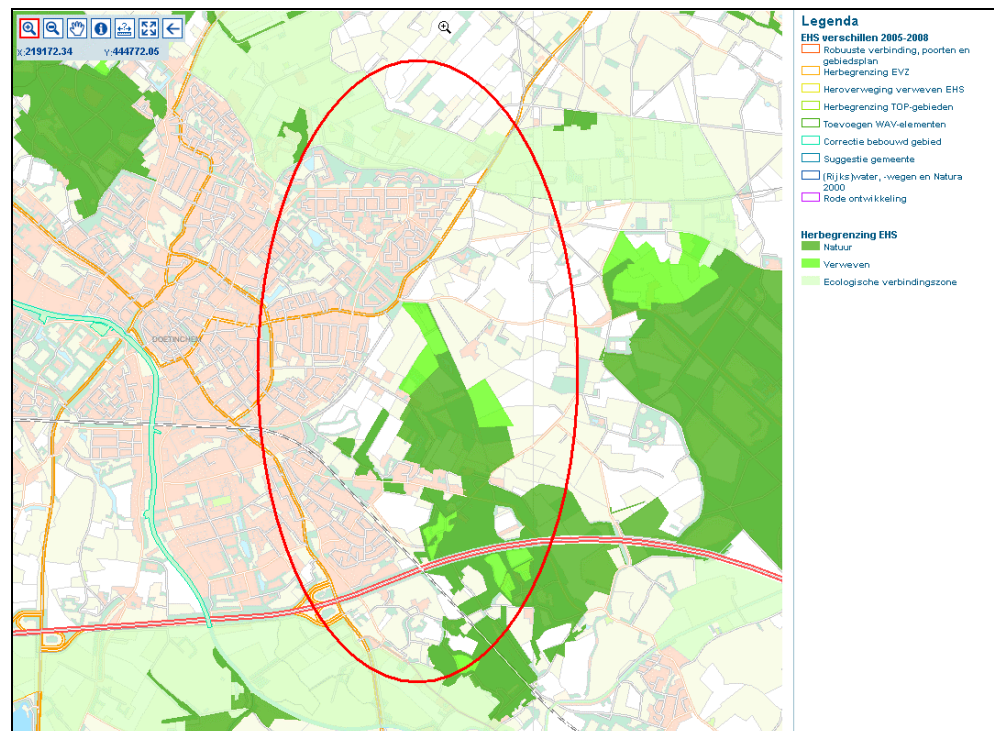 X:219172.34 Y:444772.05
DOETINCHEM
Legenda
EHS verschillen 2005-2008
Robuuste verbinding, poorten en
gebiedsplan
Herbegrenzing EVZ
Heroverweging verweven EHS
Herbegrenzing TOP-gebieden
Toevoegen WAV-elementen
Correctie bebouwd gebied
Suggestie gemeente
(Rijks)water, -wegen en Natura
2000
Rode ontwikkeling
Herbegrenzing EHS
Natuur
Verweven
Ecologische verbindingszone